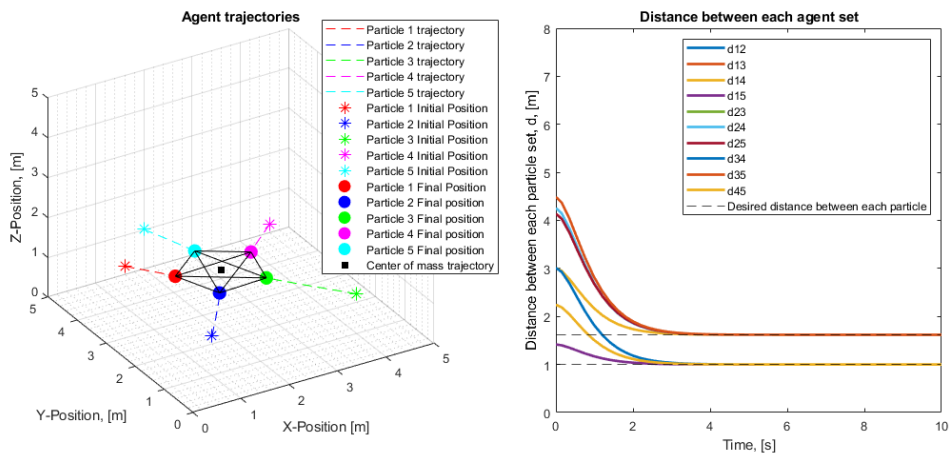 Agent trajectories
Particle 1 trajectory
Particle 2 trajectory
Particle 3 trajectory
Particle 4 trajectory
Particle 5 trajectory
Particle 1 Initial Position
Particle 2 Initial Position
Particle 3 Initial Position
Particle 4 Initial Position
Particle 5 Initial Position
Particle 1 Final Position
Particle 2 Final position
Particle 3 Final position
Particle 4 Final position
Particle 5 Final position
Center of mass trajectory
Z-Position, [m]
5
4
3
2
1
0
Y-Position, [m]
5
4
3
2
1
0
X-Position [m]
0
1
2
3
4
5
Distance between each agent set
d12
d13
d14
d15
d23
d24
d25
d34
d35
d45
Desired distance between each particle
Distance between each particle set, d, [m]
8
7
6
5
4
3
2
1
0
0
2
4
6
8
10
Time, [s]